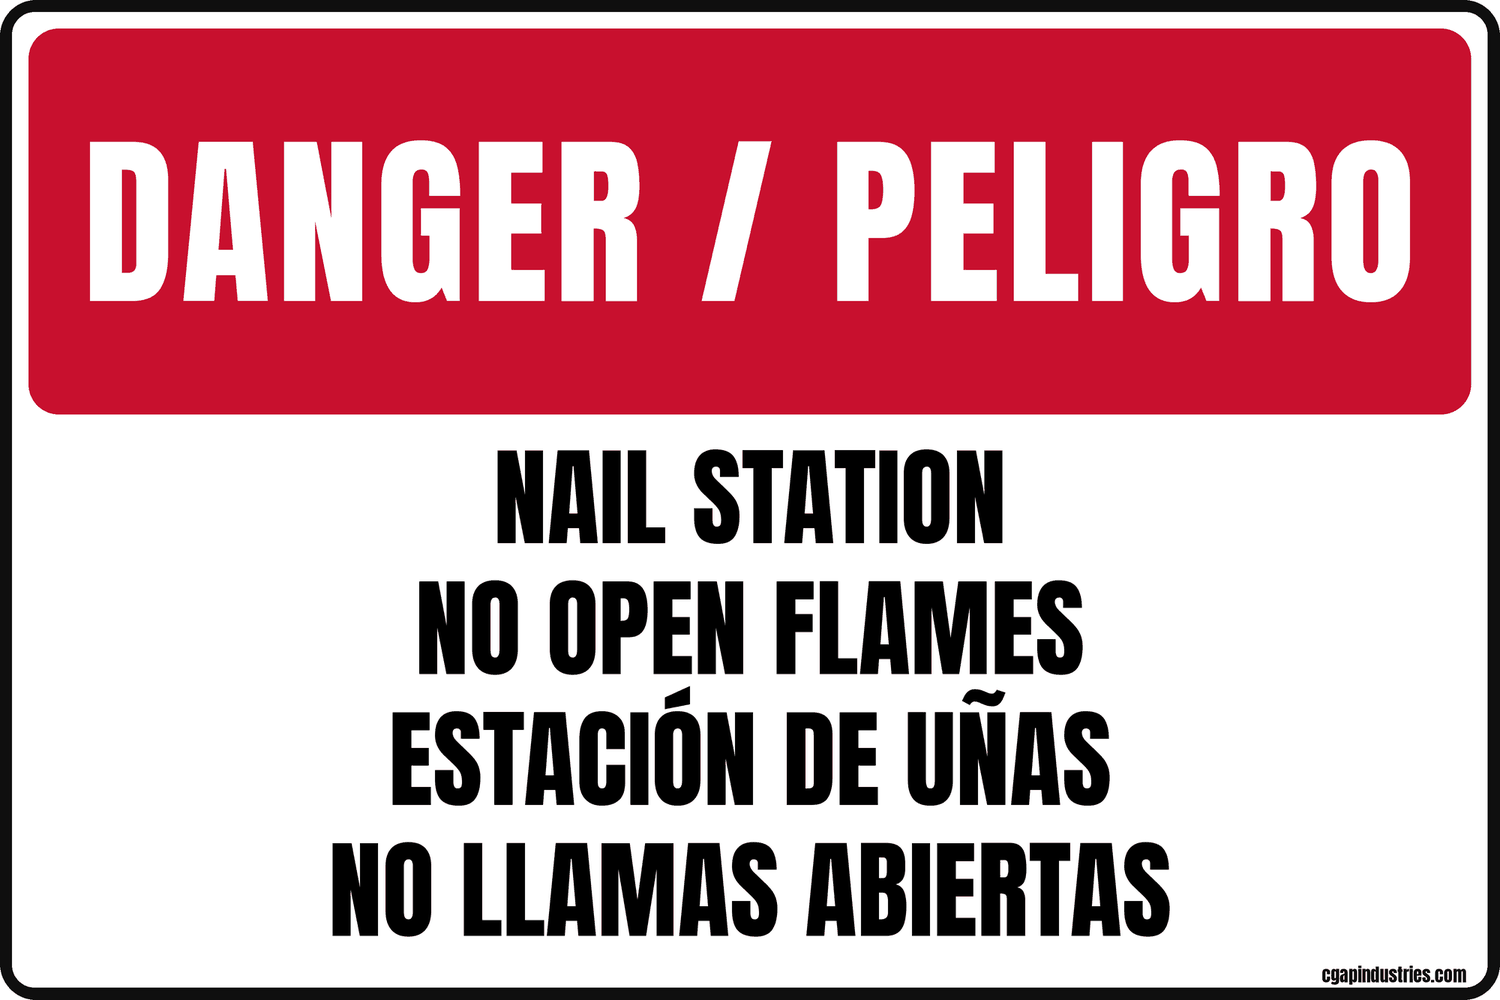 DANGER / PELIGRO
NAIL STATION
NO OPEN FLAMES
ESTACIÓN DE UÑAS
NO LLAMAS ABIERTAS
cgapindustries.com